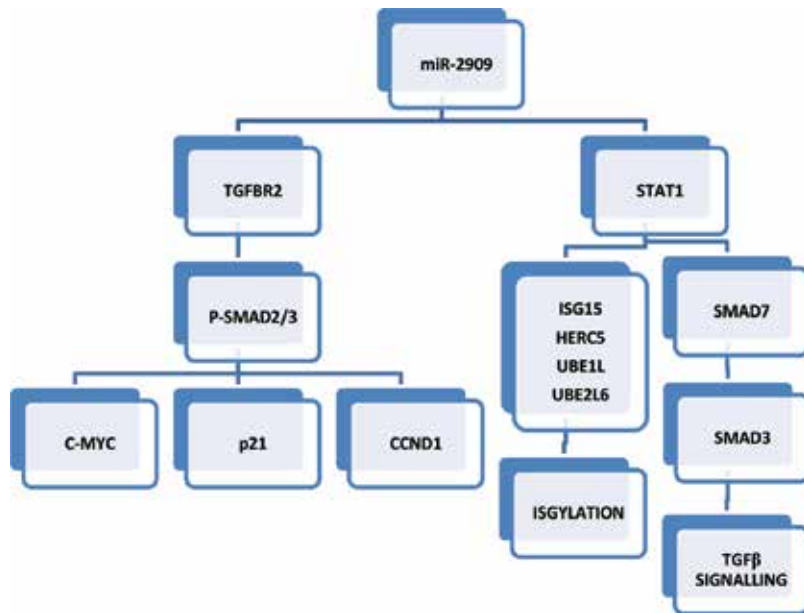 miR-2909
TGFBR2
STAT1
P-SMAD2/3
ISG15
HERC5
UBE1L
UBE2L6
SMAD7
C-MYC
p21
CCND1
SMAD3
ISGYLATION
TGFβ
SIGNALLING